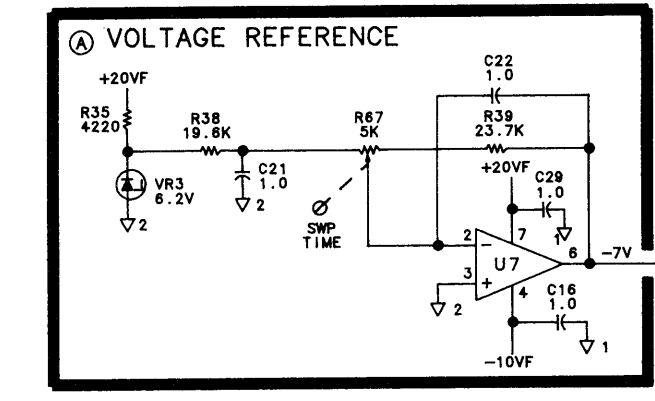 A VOLTAGE REFERENCE
+20VF
R35
4220
R38
19.6K
R67
5K
C22
1.0
R39
23.7K
VR3
6.2V
2
C21
1.0
2
SWP
TIME
+20VF
C29
1.0
1
7
2
−
U7
6
−7V
3
+
2
4
C16
1.0
1
−10VF